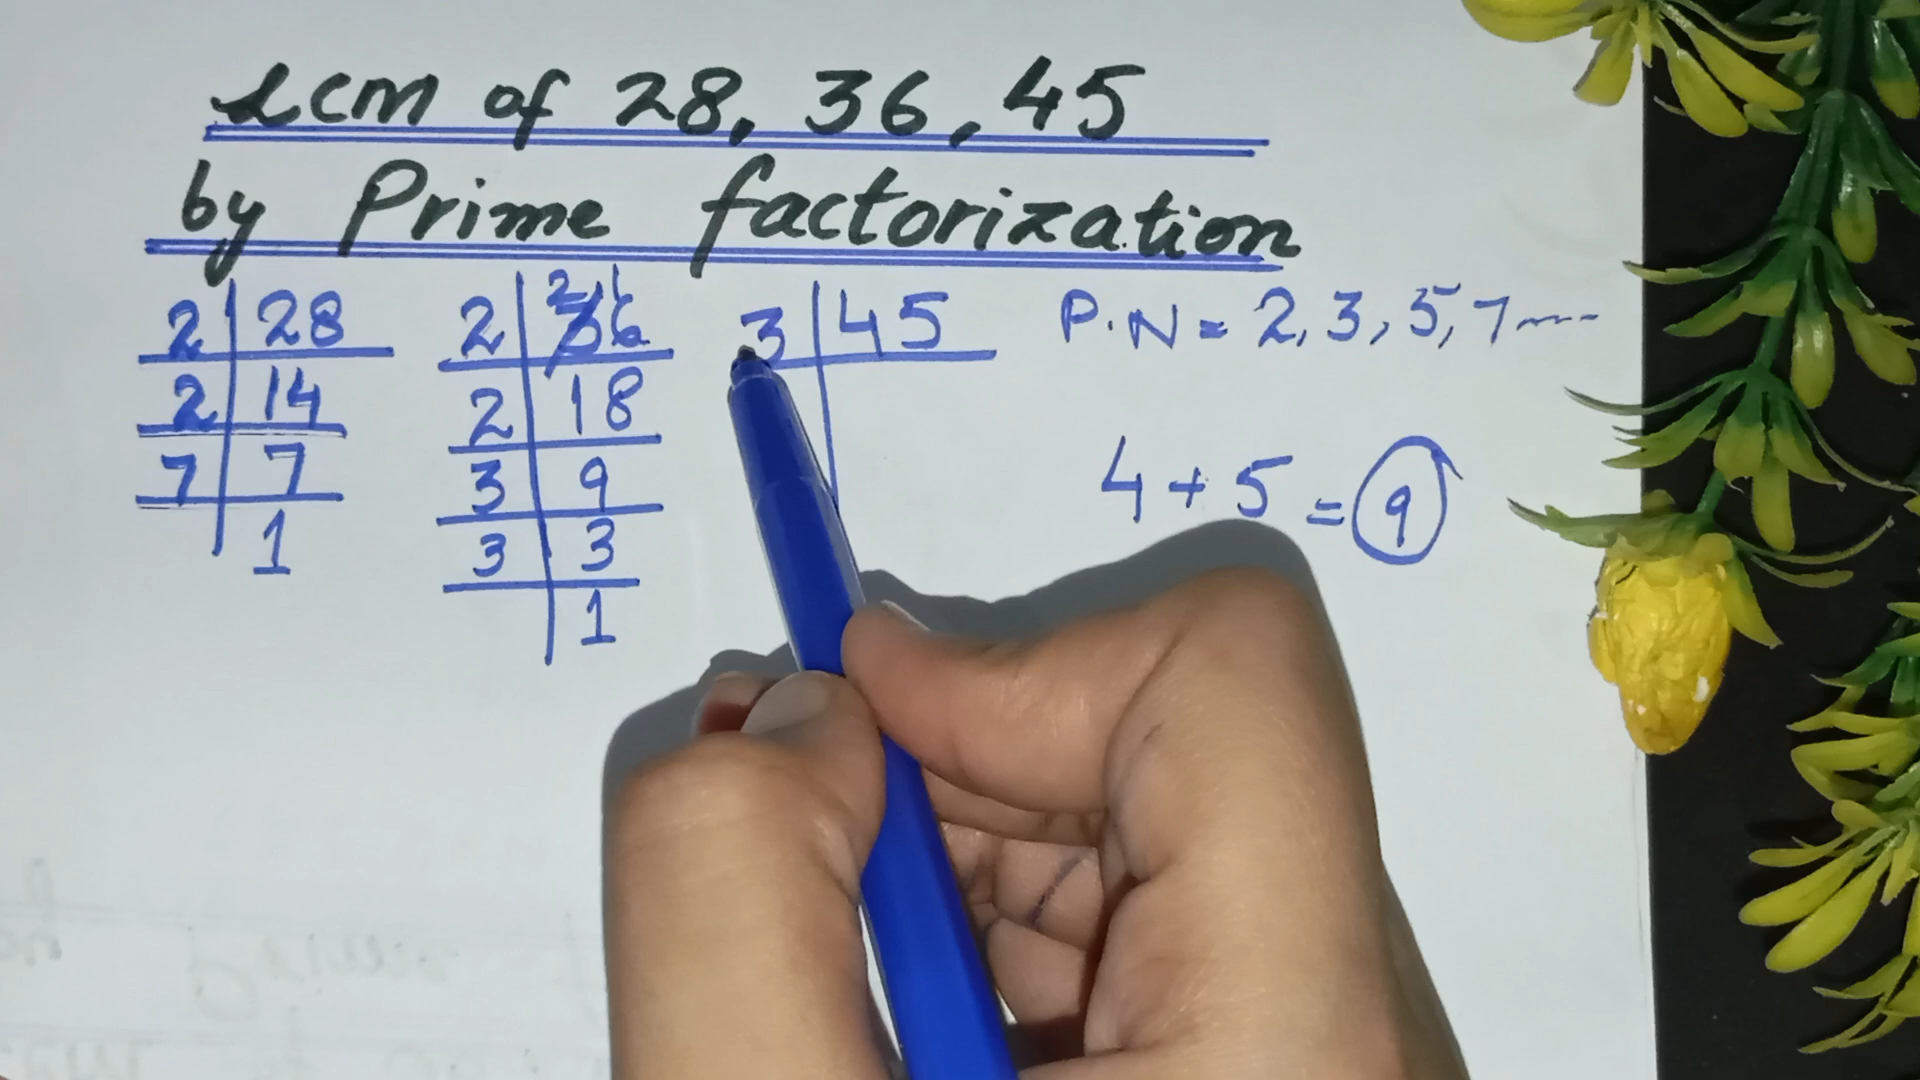 LCM of 28, 36, 45
by Prime factorization
2 28
2 14
7 7
1
2 36
2 18
3 9
3 3
1
3 45
P.N = 2, 3, 5, 7 ----
4 + 5 = 9